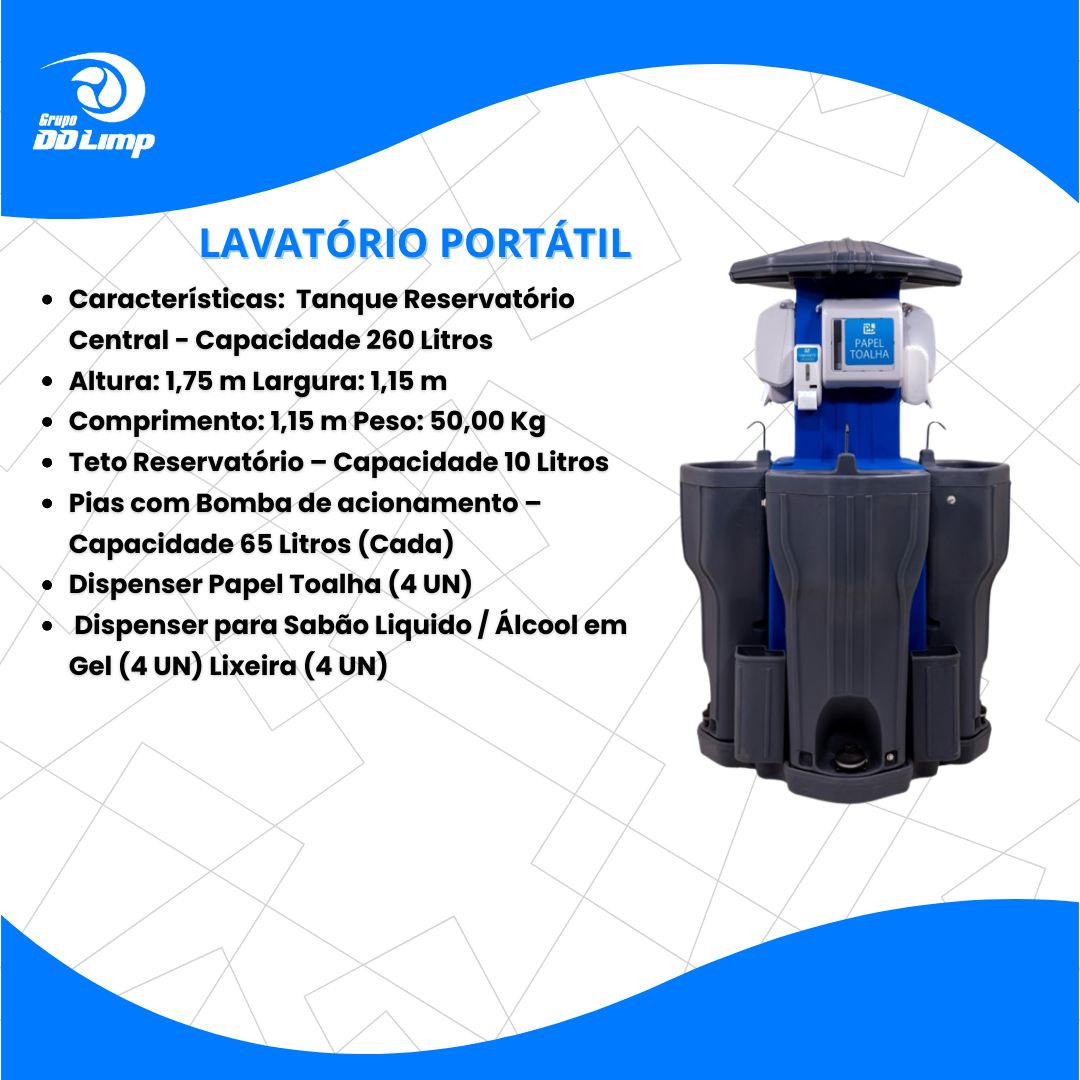 Grupo
DD Limp
LAVATÓRIO PORTÁTIL
Características:  Tanque Reservatório
Central - Capacidade 260 Litros
Altura: 1,75 m Largura: 1,15 m
Comprimento: 1,15 m Peso: 50,00 Kg
Teto Reservatório – Capacidade 10 Litros
Pias com Bomba de acionamento –
Capacidade 65 Litros (Cada)
Dispenser Papel Toalha (4 UN)
Dispenser para Sabão Liquido / Álcool em
Gel (4 UN) Lixeira (4 UN)
PAPEL
TOALHA